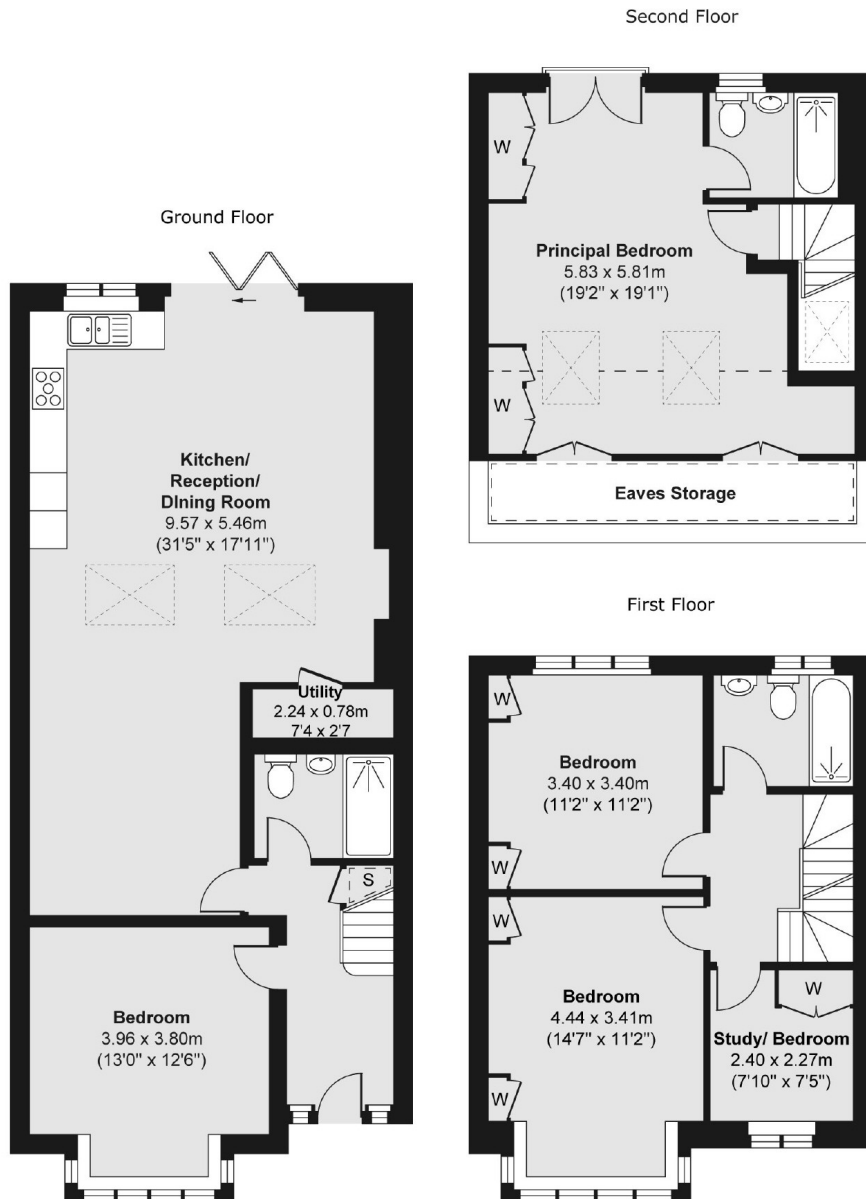 Second Floor
W
Principal Bedroom
5.83 x 5.81m
(19'2" x 19'1")
W
Eaves Storage
Ground Floor
Kitchen/
Reception/
DIning Room
9.57 x 5.46m
(31'5" x 17'11")
Utility
2.24 x 0.78m
7'4 x 2'7
S
Bedroom
3.96 x 3.80m
(13'0" x 12'6")
First Floor
W
Bedroom
3.40 x 3.40m
(11'2" x 11'2")
W
W
Bedroom
4.44 x 3.41m
(14'7" x 11'2")
W
W
Study/ Bedroom
2.40 x 2.27m
(7'10" x 7'5")